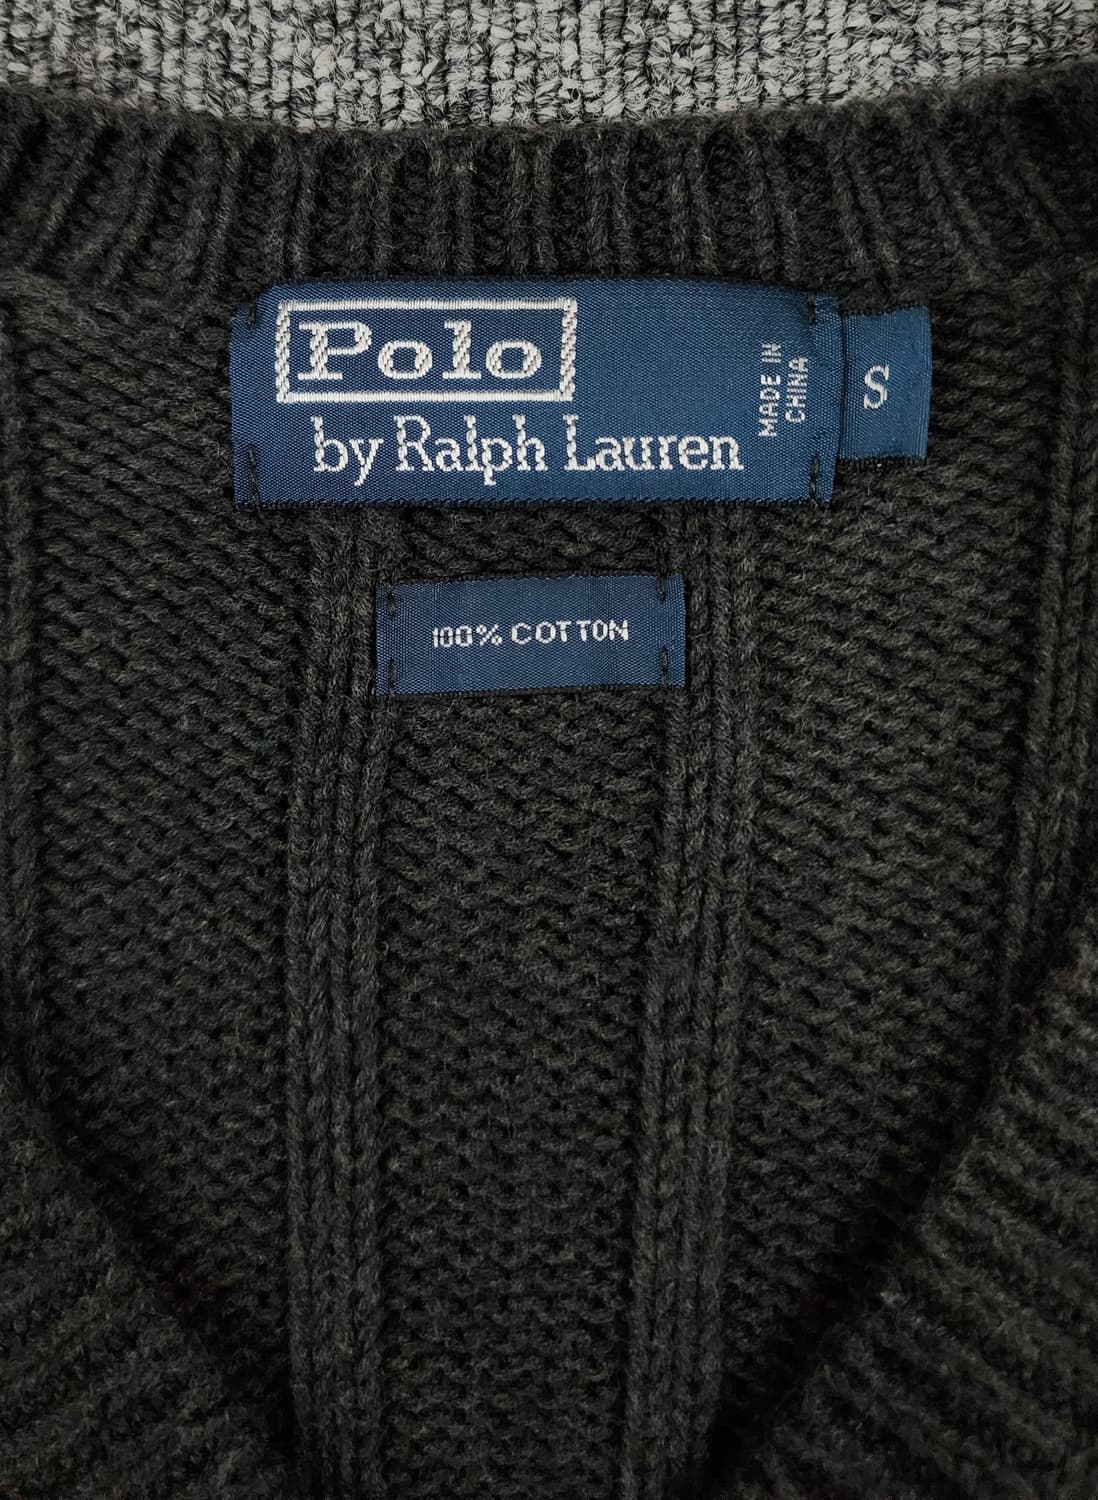 Polo
by Ralph Lauren
MADE IN
CHINA
S
100% COTTON